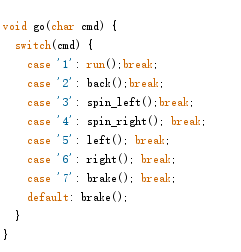 void go(char cmd) {
  switch(cmd) {
    case '1': run();break;
    case '2': back();break;
    case '3': spin_left();break;
    case '4': spin_right(); break;
    case '5': left(); break;
    case '6': right(); break;
    case '7': brake(); break;
    default: brake();
  }
}